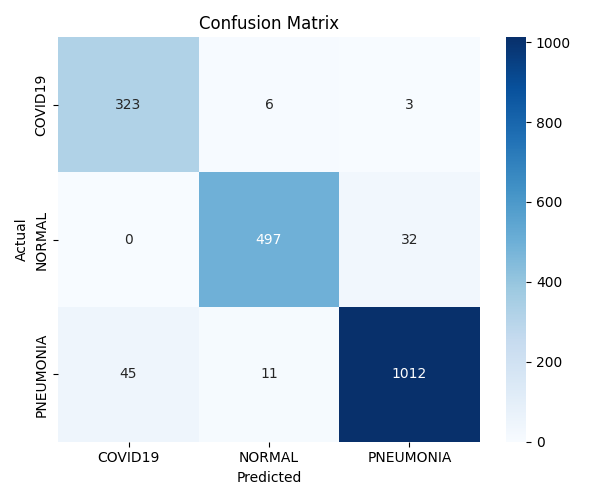 Confusion Matrix
COVID19
323
6
3
1000
800
Actual
NORMAL
0
497
32
600
400
PNEUMONIA
45
11
1012
200
0
COVID19
NORMAL
PNEUMONIA
Predicted